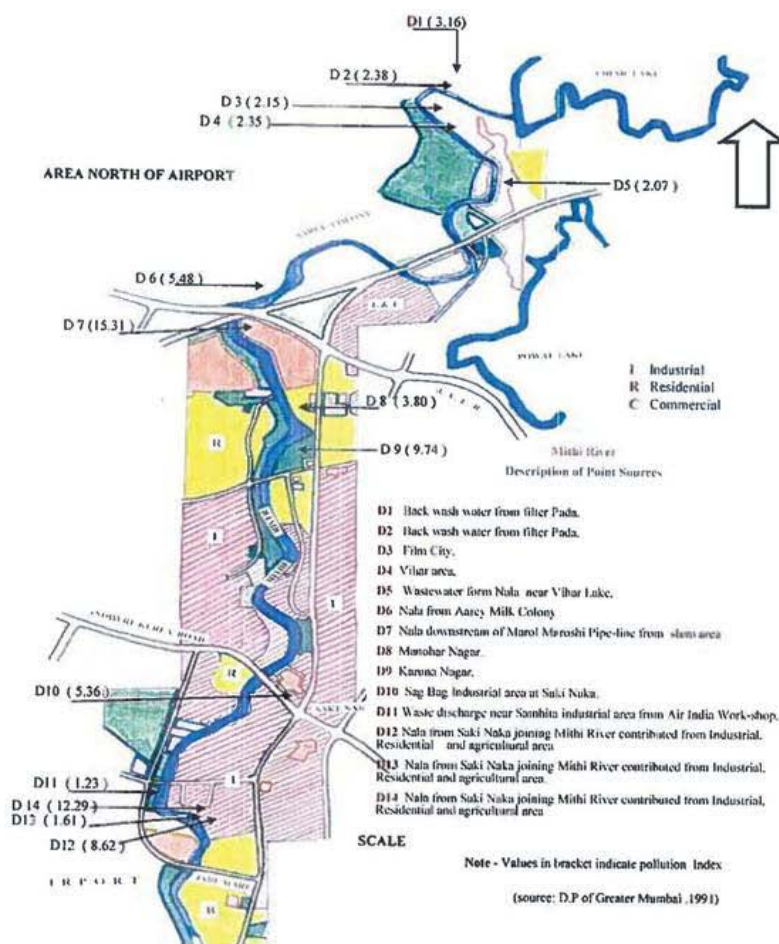 D1 (3.16)
D 2 ( 2.38)
D 3 ( 2.15)
D 4 ( 2.35)
AREA NORTH OF AIRPORT
D5 ( 2.07)
D 6 (5.48)
D 7 (15.31)
L & T
POWAI LAKE
I Industrial
R Residential
C Commercial
D 8 ( 3.80)
R
D 9 ( 9.74)
Mithi River
Description of Point Sources
D1 Back wash water from filter Pada.
D2 Back wash water from filter Pada.
D3 Film City.
D4 Vihar area.
D5 Wastewater form Nala near Vihar Lake.
D6 Nala from Aarey Milk Colony
D7 Nala downstream of Marol Maroshi Pipe-line from slum area
D8 Manohar Nagar.
D9 Karuna Nagar.
D10 Sag Bag Industrial area at Saki Naka.
D11 Waste discharge near Samhita industrial area from Air India Work-shop.
D12 Nala from Saki Naka joining Mithi River contributed from Industrial,
Residential and agricultural area
D13 Nala from Saki Naka joining Mithi River contributed from Industrial,
Residential and agricultural area.
D14 Nala from Saki Naka joining Mithi River contributed from Industrial,
Residential and agricultural area
I
I
R
D10 ( 5.36)
I
D11 ( 1.23)
D 14 ( 12.29)
D13 ( 1.61)
D12 ( 8.62)
SCALE
Note - Values in bracket indicate pollution Index
(source: D.P of Greater Mumbai .1991)
I R P O R T
R